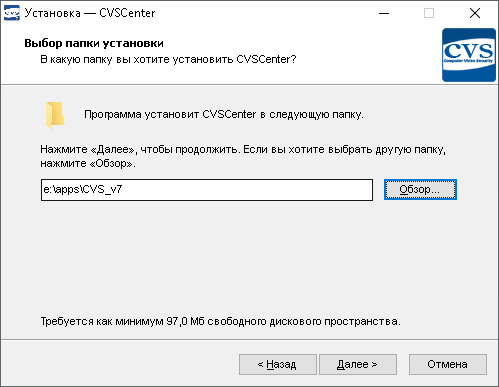 Установка — CVSCenter
Выбор папки установки
В какую папку вы хотите установить CVSCenter?
CVS
Computer Video Security
Программа установит CVSCenter в следующую папку.
Нажмите «Далее», чтобы продолжить. Если вы хотите выбрать другую папку,
нажмите «Обзор».
e:\apps\CVS_v7
Обзор...
Требуется как минимум 97,0 Мб свободного дискового пространства.
< Назад
Далее >
Отмена